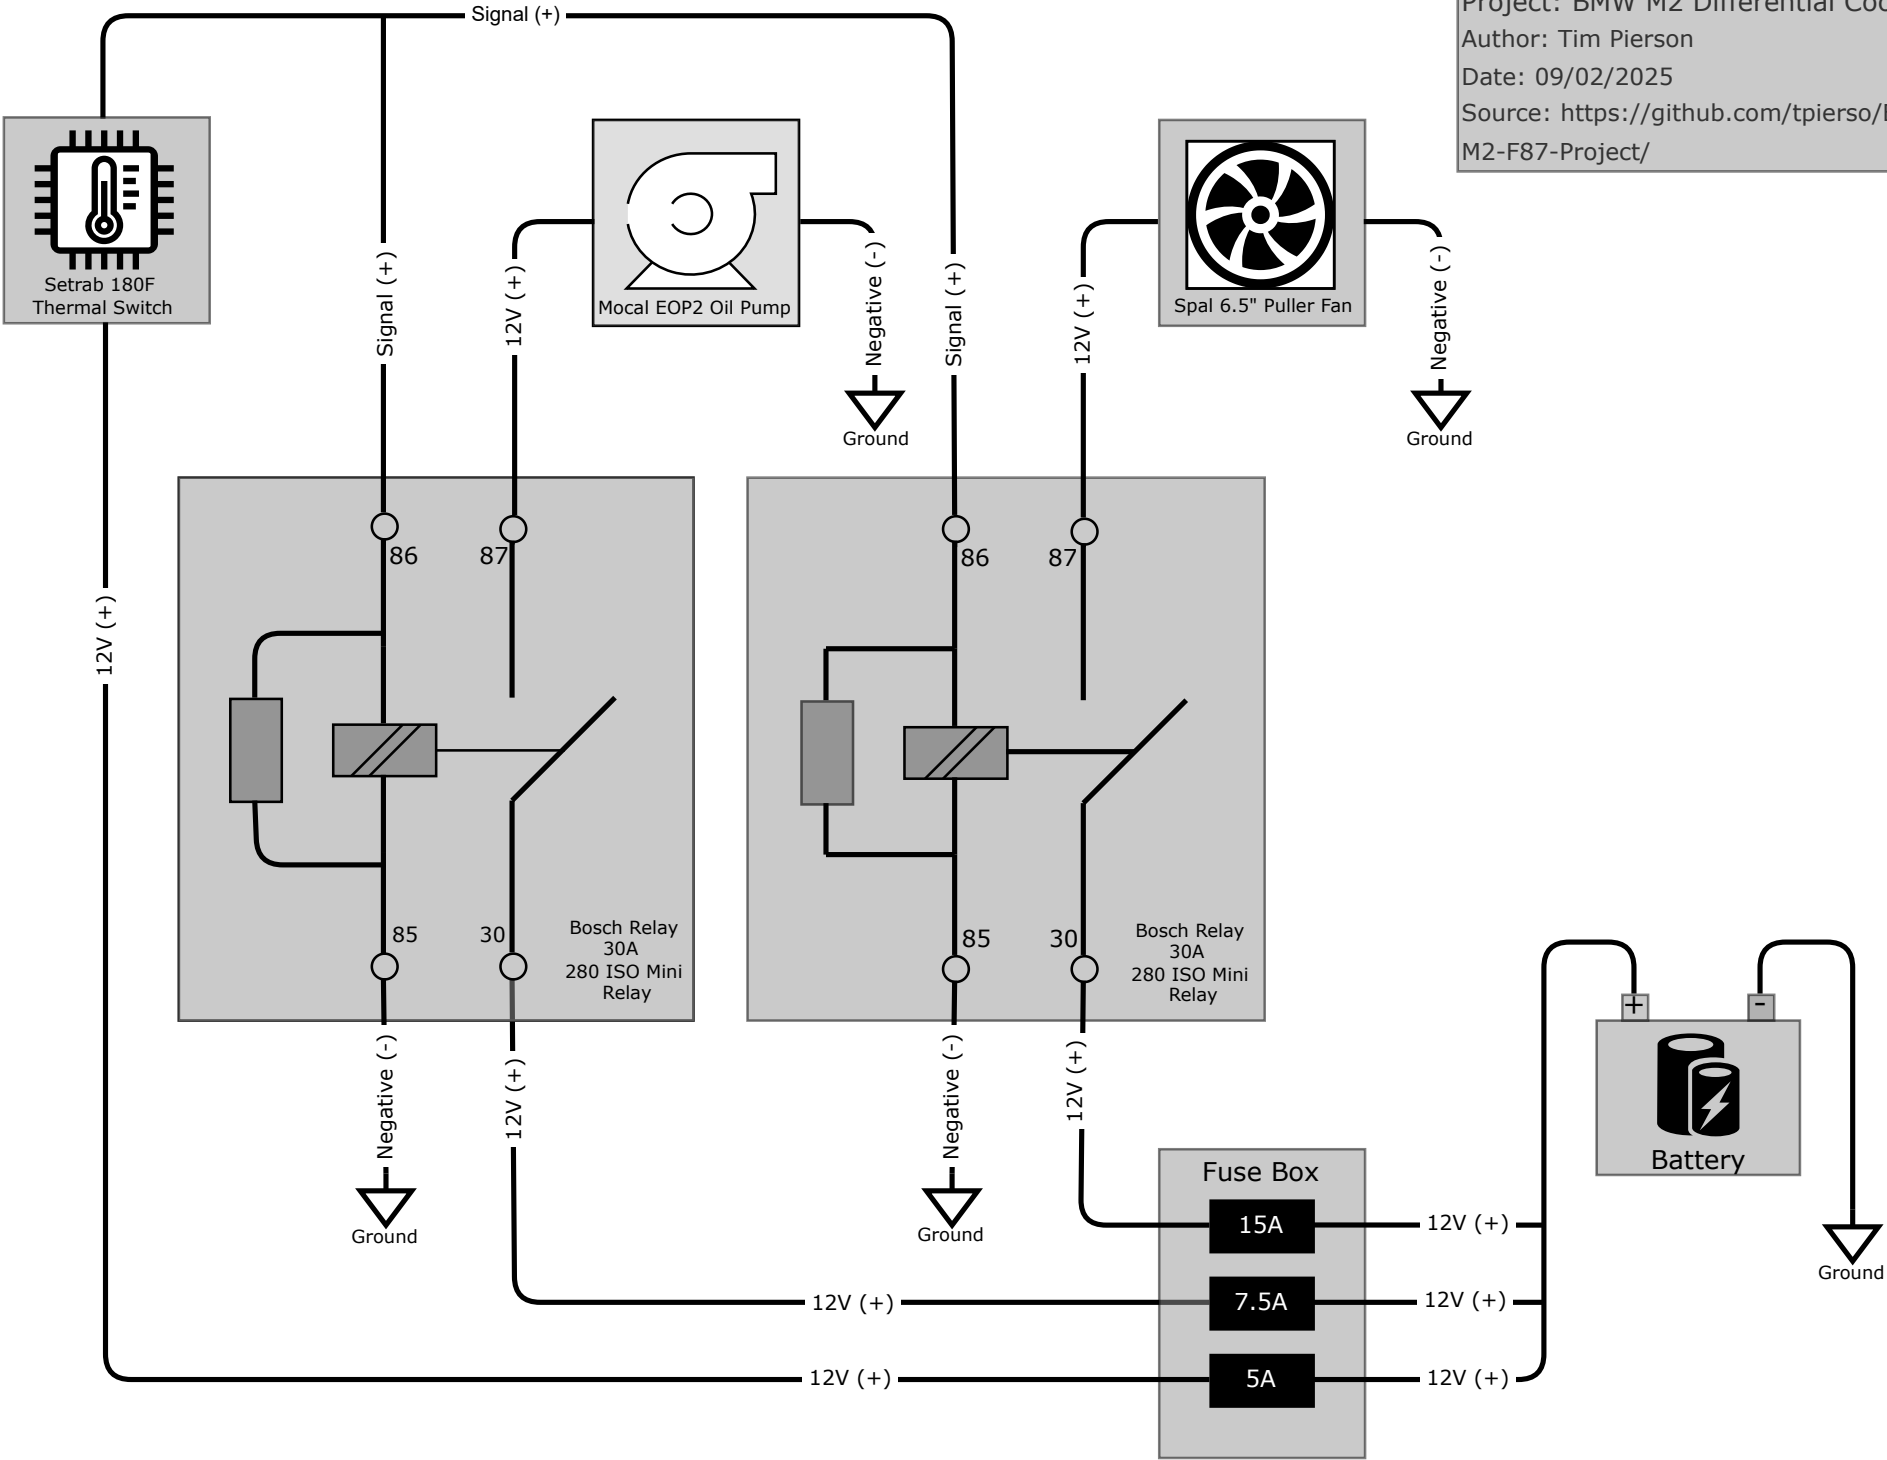 Signal (+)
Project: BMW M2 Differential
Author: Tim Pierson
Date: 09/02/2025
Source: https://github.com/tpierso/
M2-F87-Project/
Setrab 180F
Thermal Switch
Signal (+)
12V (+)
Mocal EOP2 Oil Pump
Negative (-)
Ground
Signal (+)
12V (+)
Spal 6.5" Puller Fan
Negative (-)
Ground
12V (+)
86
87
85
30
Bosch Relay
30A
280 ISO Mini
Relay
86
87
85
30
Bosch Relay
30A
280 ISO Mini
Relay
Negative (-)
Ground
12V (+)
Negative (-)
Ground
12V (+)
+
-
Battery
Ground
Fuse Box
15A
12V (+)
12V (+)
7.5A
12V (+)
12V (+)
5A
12V (+)